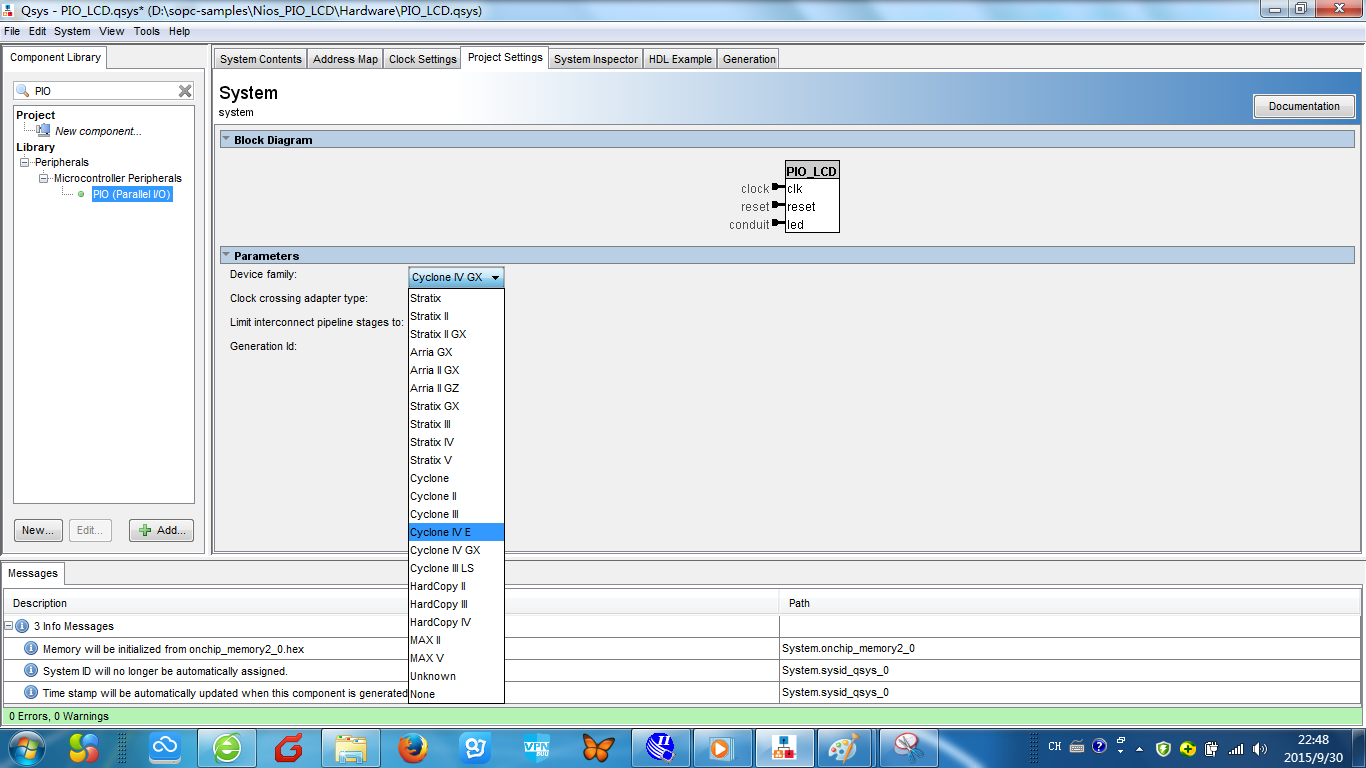 Qsys - PIO_LCD.qsys* (D:\sopc-samples\Nios_PIO_LCD\Hardware\PIO_LCD.qsys)
File Edit System View Tools Help
Component Library
PIO
Project
New component...
Library
Peripherals
Microcontroller Peripherals
PIO (Parallel I/O)
New... Edit... Add...
System Contents Address Map Clock Settings Project Settings System Inspector HDL Example Generation
System
system
Documentation
Block Diagram
PIO_LCD
clock clk
reset reset
conduit led
Parameters
Device family: Cyclone IV GX
Clock crossing adapter type:
Limit interconnect pipeline stages to:
Generation Id:
Stratix
Stratix II
Stratix II GX
Arria GX
Arria II GX
Arria II GZ
Stratix GX
Stratix III
Stratix IV
Stratix V
Cyclone
Cyclone II
Cyclone III
Cyclone IV E
Cyclone IV GX
Cyclone III LS
HardCopy II
HardCopy III
HardCopy IV
MAX II
MAX V
Unknown
None
Messages
Description Path
3 Info Messages
Memory will be initialized from onchip_memory2_0.hex System.onchip_memory2_0
System ID will no longer be automatically assigned. System.sysid_qsys_0
Time stamp will be automatically updated when this component is generated System.sysid_qsys_0
0 Errors, 0 Warnings
VPN
CH
22:48
2015/9/30